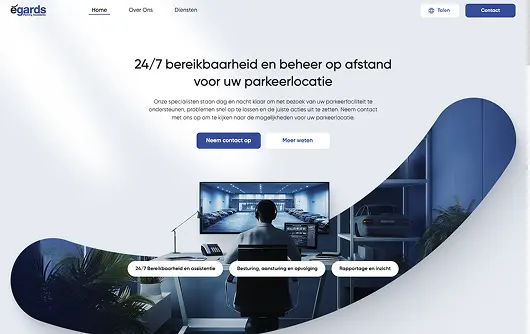 ēgards
Home
Over Ons
Diensten
Talen
Contact
24/7 bereikbaarheid en beheer op afstand
voor uw parkeerlocatie
Onze specialisten staan dag en nacht klaar om het bezoek van uw parkeerfaciliteit te
ondersteunen, problemen snel op te lossen en de juiste acties uit te zetten. Neem contact
met ons op om te kijken naar de mogelijkheden voor uw parkeerlocatie.
Neem contact op
Meer weten
24/7 Bereikbaarheid en assistentie
Besturing, aansturing en opvolging
Rapportage en inzicht